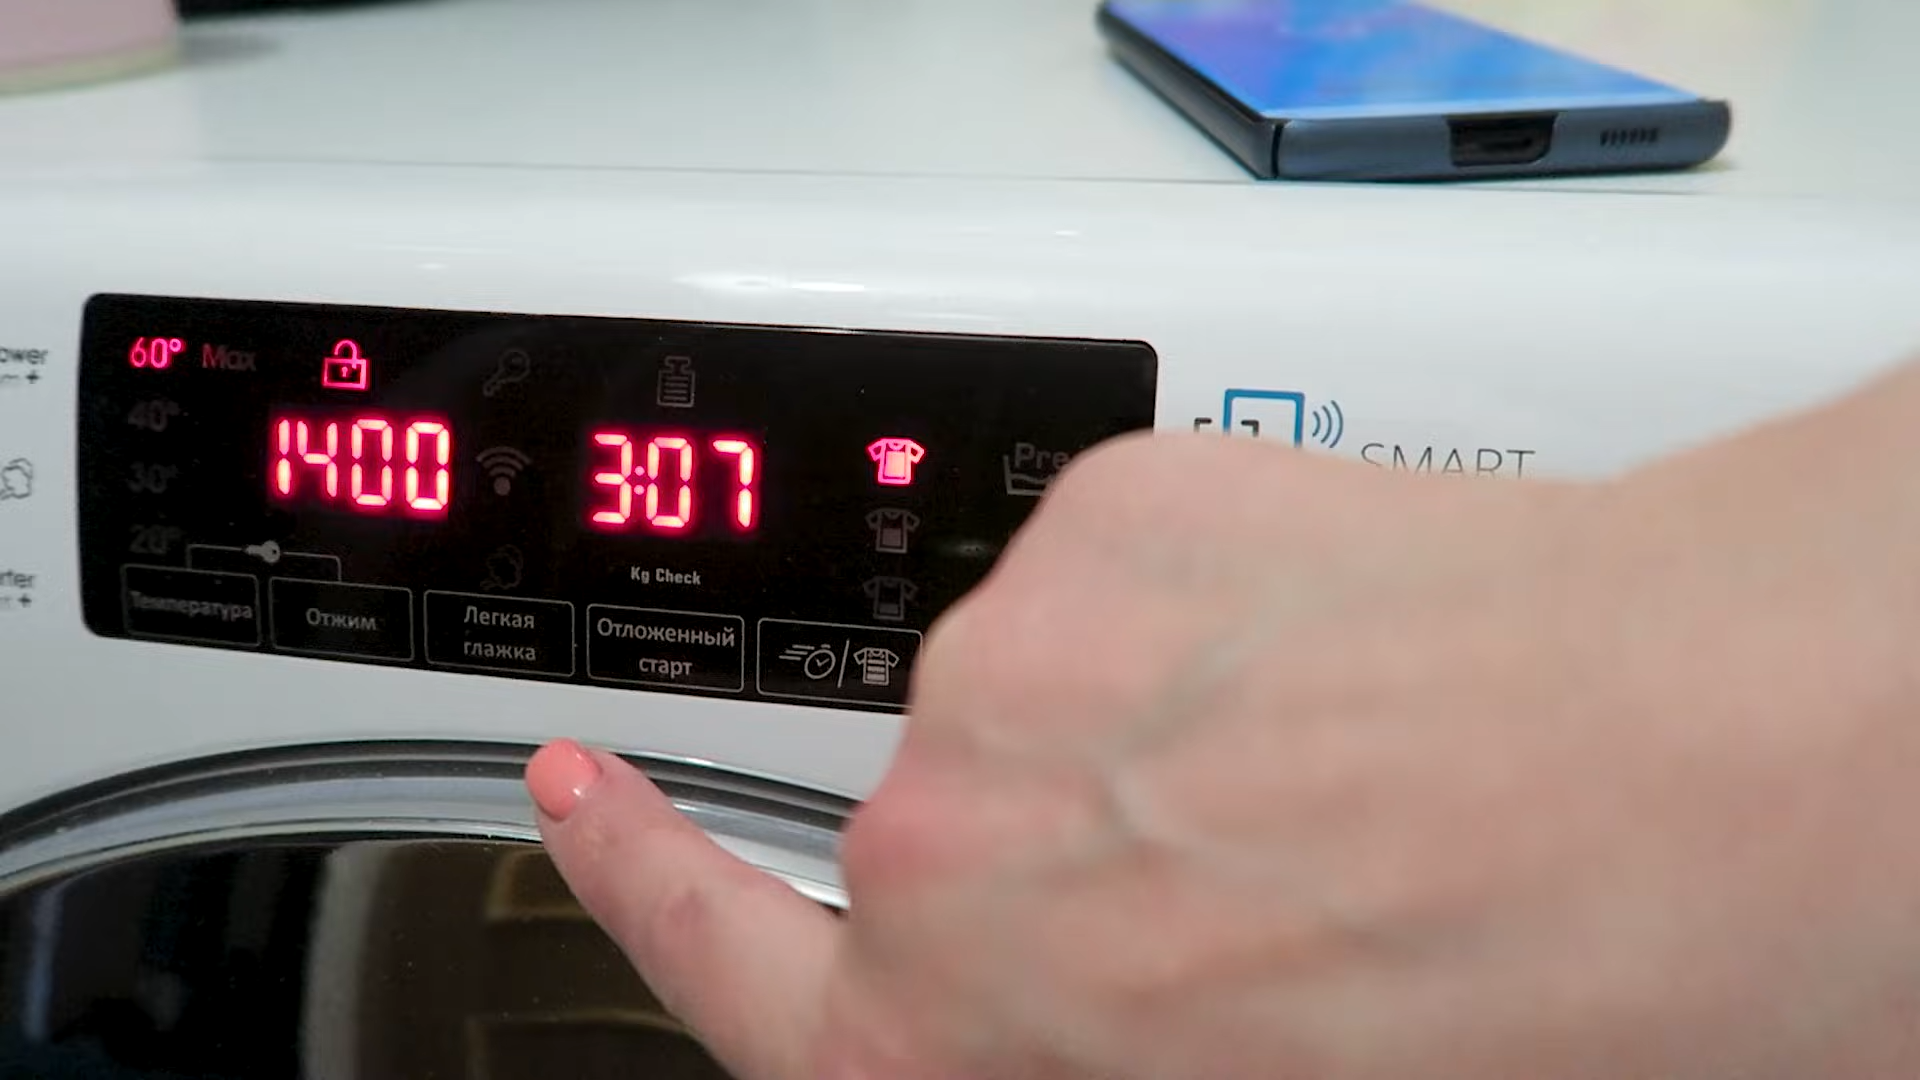 60° Max
40°
30°
20°
1400
3:07
Kg Check
Температура
Отжим
Легкая
глажка
Отложенный
старт
SMART